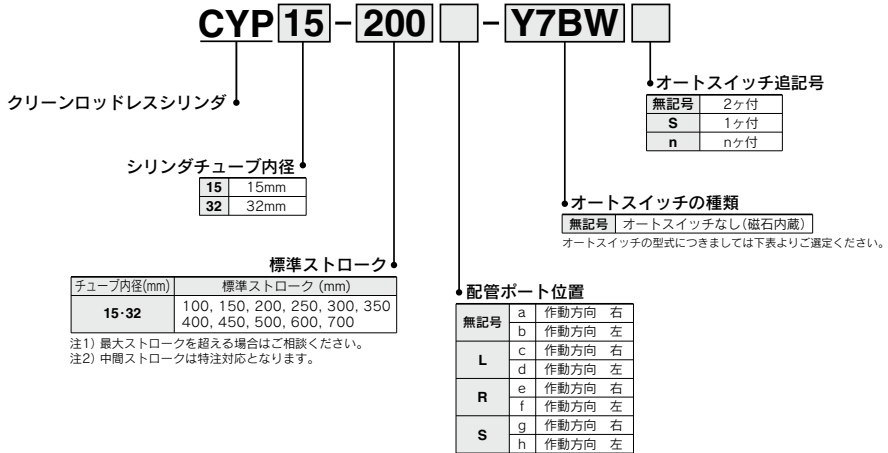 CYP 15 - 200 □ - Y7BW □
クリーンロッドレスシリンダ
シリンダチューブ内径
15 15mm
32 32mm
標準ストローク
チューブ内径(mm) 標準ストローク (mm)
15·32 100, 150, 200, 250, 300, 350
400, 450, 500, 600, 700
注1) 最大ストロークを超える場合はご相談ください。
注2) 中間ストロークは特注対応となります。
オートスイッチ追記号
無記号 2ヶ付
S 1ヶ付
n nヶ付
オートスイッチの種類
無記号 オートスイッチなし(磁石内蔵)
オートスイッチの型式につきましては下表よりご選定ください。
配管ポート位置
無記号 a 作動方向 右
b 作動方向 左
L c 作動方向 右
d 作動方向 左
R e 作動方向 右
f 作動方向 左
S g 作動方向 右
h 作動方向 左